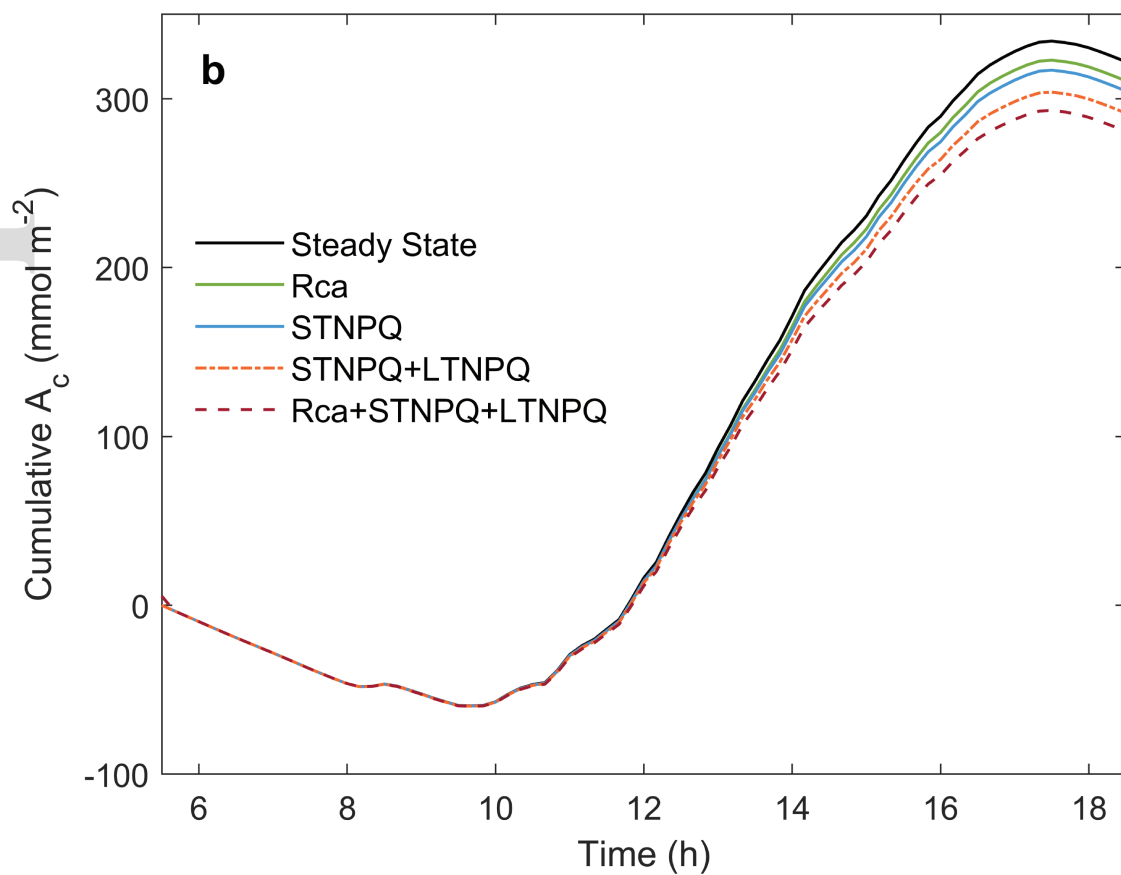 b
Cumulative A_c (mmol m^-2)
300
200
100
0
-100
Steady State
Rca
STNPQ
STNPQ+LTNPQ
Rca+STNPQ+LTNPQ
6 8 10 12 14 16 18
Time (h)